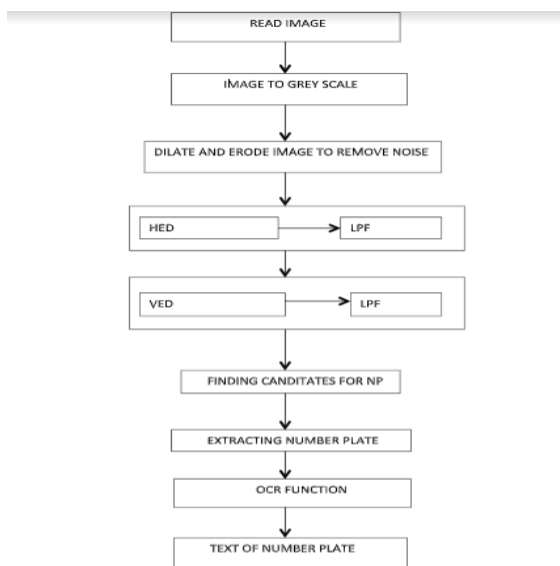 READ IMAGE
IMAGE TO GREY SCALE
DILATE AND ERODE IMAGE TO REMOVE NOISE
HED LPF
VED LPF
FINDING CANDITATES FOR NP
EXTRACTING NUMBER PLATE
OCR FUNCTION
TEXT OF NUMBER PLATE